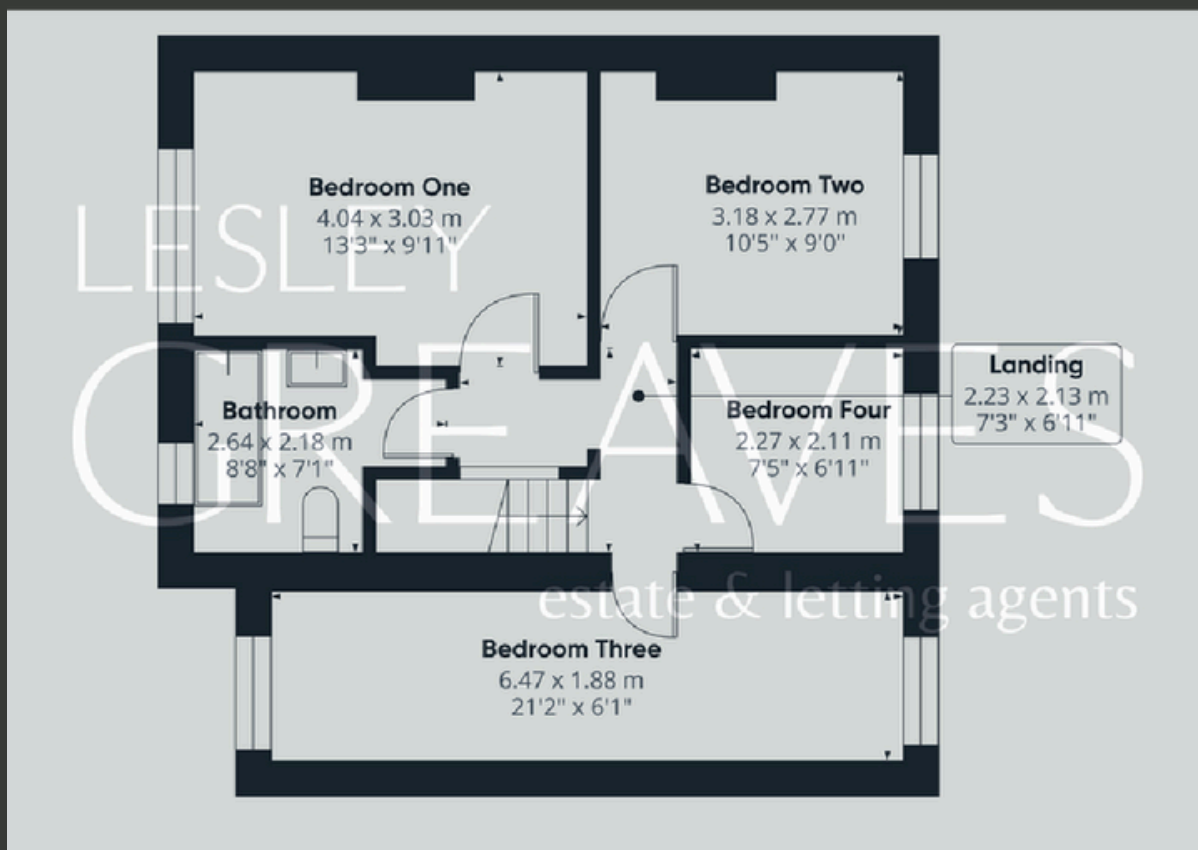 Bedroom One
4.04 x 3.03 m
13'3" x 9'11"
Bedroom Two
3.18 x 2.77 m
10'5" x 9'0"
LESLEY
GREAVES
estate & letting agents
Bathroom
2.64 x 2.18 m
8'8" x 7'1"
Bedroom Four
2.27 x 2.11 m
7'5" x 6'11"
Landing
2.23 x 2.13 m
7'3" x 6'11"
Bedroom Three
6.47 x 1.88 m
21'2" x 6'1"